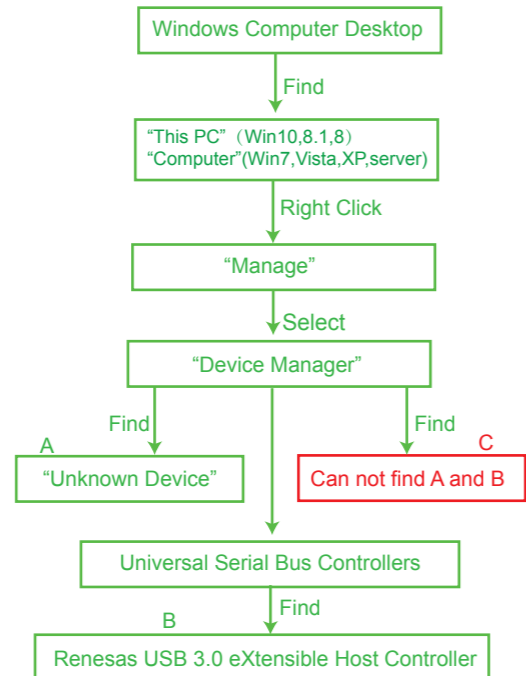 Windows Computer Desktop
Find
“This PC”（Win10,8.1,8）
“Computer”(Win7,Vista,XP,server)
Right Click
“Manage”
Select
“Device Manager”
Find
Find
A
C
“Unknown Device”
Can not find A and B
Universal Serial Bus Controllers
Find
B
Renesas USB 3.0 eXtensible Host Controller